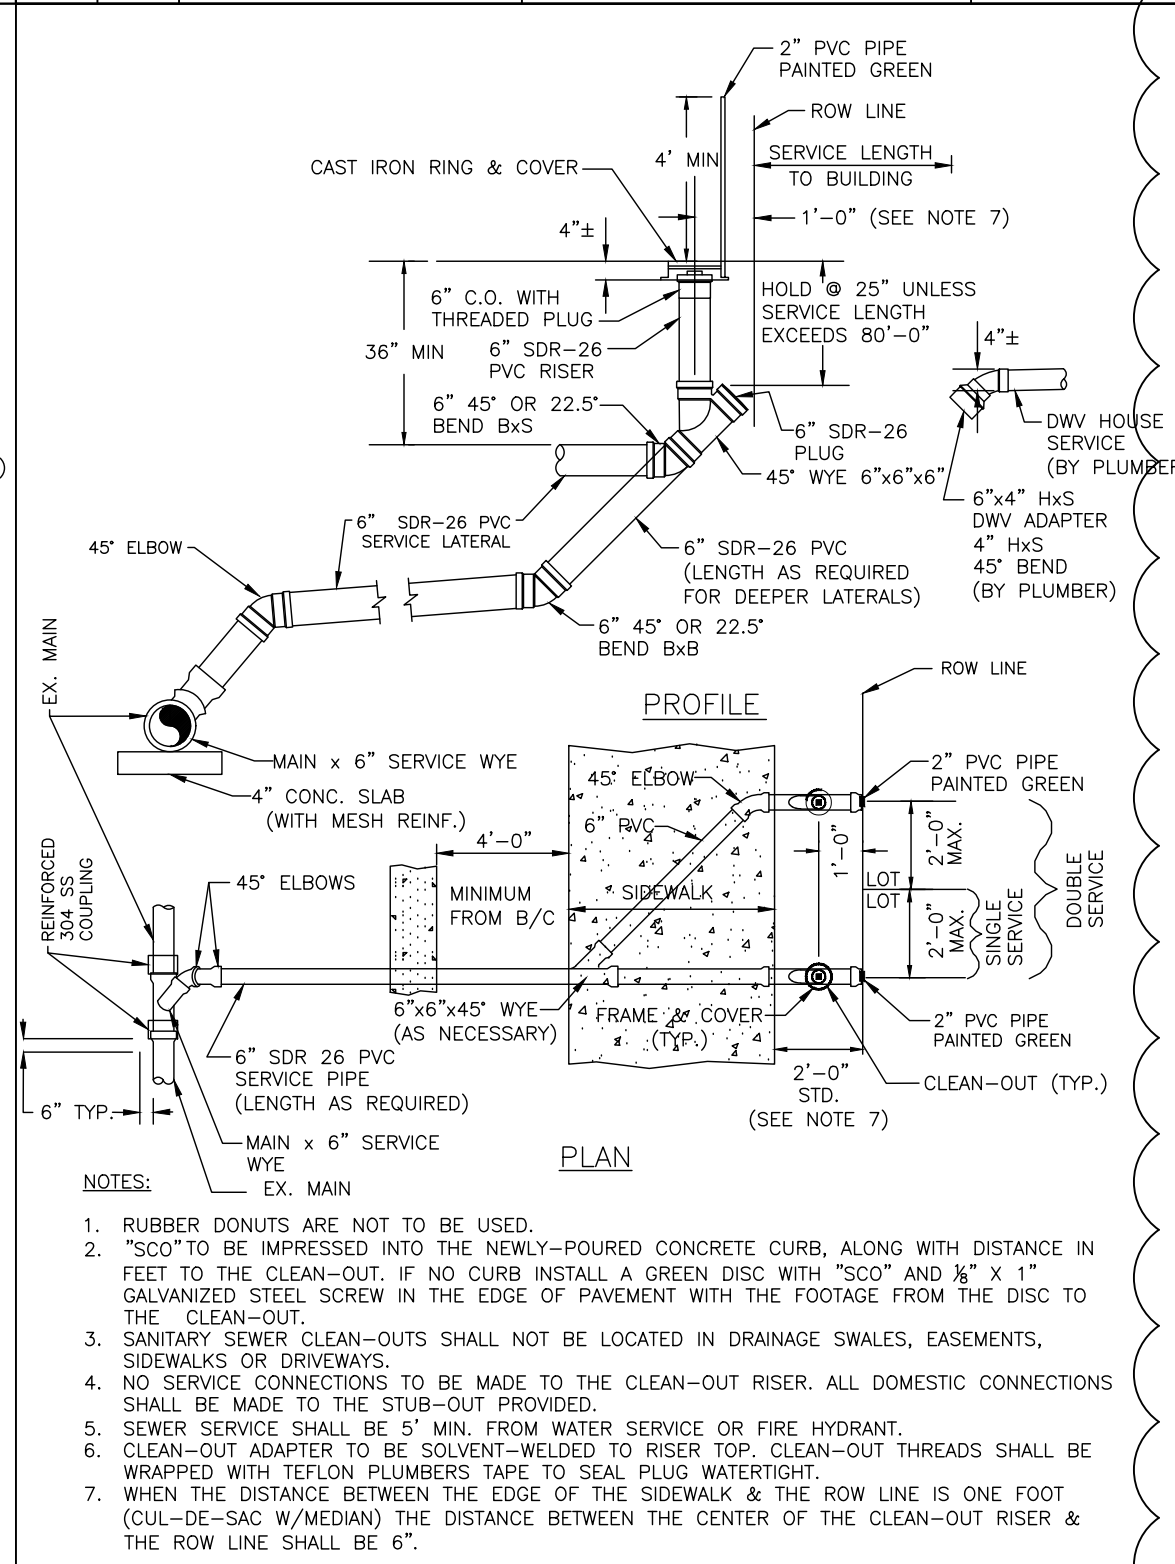 2" PVC PIPE
PAINTED GREEN
ROW LINE
4' MIN
SERVICE LENGTH
TO BUILDING
CAST IRON RING & COVER
1'-0" (SEE NOTE 7)
4"±
6" C.O. WITH
THREADED PLUG
HOLD @ 25" UNLESS
SERVICE LENGTH
EXCEEDS 80'-0"
36" MIN
6" SDR-26
PVC RISER
4"±
6" 45° OR 22.5°
BEND BxS
6" SDR-26
PLUG
45° WYE 6"x6"x6"
DWV HOUSE
SERVICE
(BY PLUMBER
)
6"x4" HxS
DWV ADAPTER
4" HxS
45° BEND
(BY PLUMBER)
6" SDR-26 PVC
SERVICE LATERAL
45° ELBOW
6" SDR-26 PVC
(LENGTH AS REQUIRED
FOR DEEPER LATERALS)
6" 45° OR 22.5°
BEND BxB
EX. MAIN
PROFILE
ROW LINE
MAIN x 6" SERVICE WYE
4" CONC. SLAB
(WITH MESH REINF.)
45° ELBOW
2" PVC PIPE
PAINTED GREEN
6" PVC
4'-0"
1'-0"
2'-0"
MAX.
REINFORCED
304 SS
COUPLING
45° ELBOWS
MINIMUM
FROM B/C
SIDEWALK
LOT
LOT
2'-0"
MAX.
SINGLE
SERVICE
DOUBLE
SERVICE
6"x6"x45° WYE
(AS NECESSARY)
FRAME & COVER
(TYP.)
2" PVC PIPE
PAINTED GREEN
6" SDR 26 PVC
SERVICE PIPE
(LENGTH AS REQUIRED)
2'-0"
STD.
(SEE NOTE 7)
CLEAN-OUT (TYP.)
6" TYP.
MAIN x 6" SERVICE
WYE
EX. MAIN
PLAN
NOTES:
1. RUBBER DONUTS ARE NOT TO BE USED.
2. "SCO" TO BE IMPRESSED INTO THE NEWLY-POURED CONCRETE CURB, ALONG WITH DISTANCE IN
FEET TO THE CLEAN-OUT. IF NO CURB INSTALL A GREEN DISC WITH "SCO" AND ⅛" X 1"
GALVANIZED STEEL SCREW IN THE EDGE OF PAVEMENT WITH THE FOOTAGE FROM THE DISC TO
THE CLEAN-OUT.
3. SANITARY SEWER CLEAN-OUTS SHALL NOT BE LOCATED IN DRAINAGE SWALES, EASEMENTS,
SIDEWALKS OR DRIVEWAYS.
4. NO SERVICE CONNECTIONS TO BE MADE TO THE CLEAN-OUT RISER. ALL DOMESTIC CONNECTIONS
SHALL BE MADE TO THE STUB-OUT PROVIDED.
5. SEWER SERVICE SHALL BE 5' MIN. FROM WATER SERVICE OR FIRE HYDRANT.
6. CLEAN-OUT ADAPTER TO BE SOLVENT-WELDED TO RISER TOP. CLEAN-OUT THREADS SHALL BE
WRAPPED WITH TEFLON PLUMBERS TAPE TO SEAL PLUG WATERTIGHT.
7. WHEN THE DISTANCE BETWEEN THE EDGE OF THE SIDEWALK & THE ROW LINE IS ONE FOOT
(CUL-DE-SAC W/MEDIAN) THE DISTANCE BETWEEN THE CENTER OF THE CLEAN-OUT RISER &
THE ROW LINE SHALL BE 6".